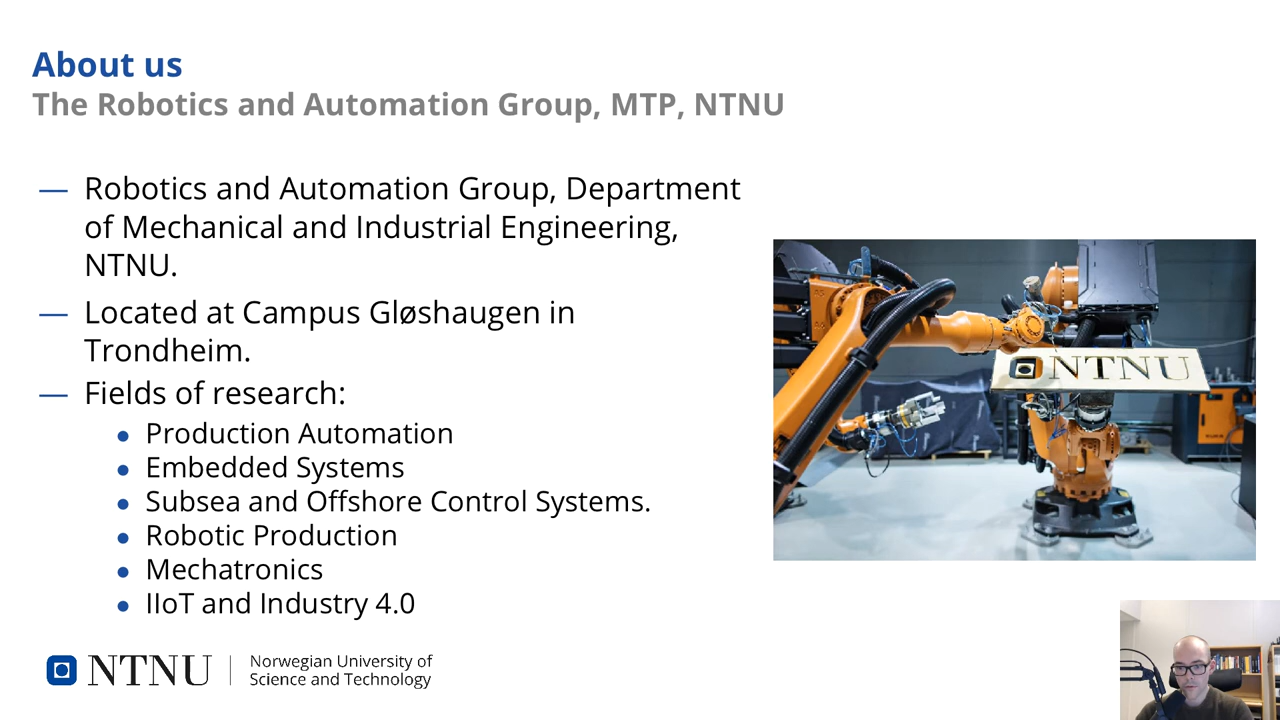 About us
The Robotics and Automation Group, MTP, NTNU
— Robotics and Automation Group, Department
of Mechanical and Industrial Engineering,
NTNU.
— Located at Campus Gløshaugen in
Trondheim.
— Fields of research:
• Production Automation
• Embedded Systems
• Subsea and Offshore Control Systems.
• Robotic Production
• Mechatronics
• IIoT and Industry 4.0
NTNU
NTNU
Norwegian University of
Science and Technology